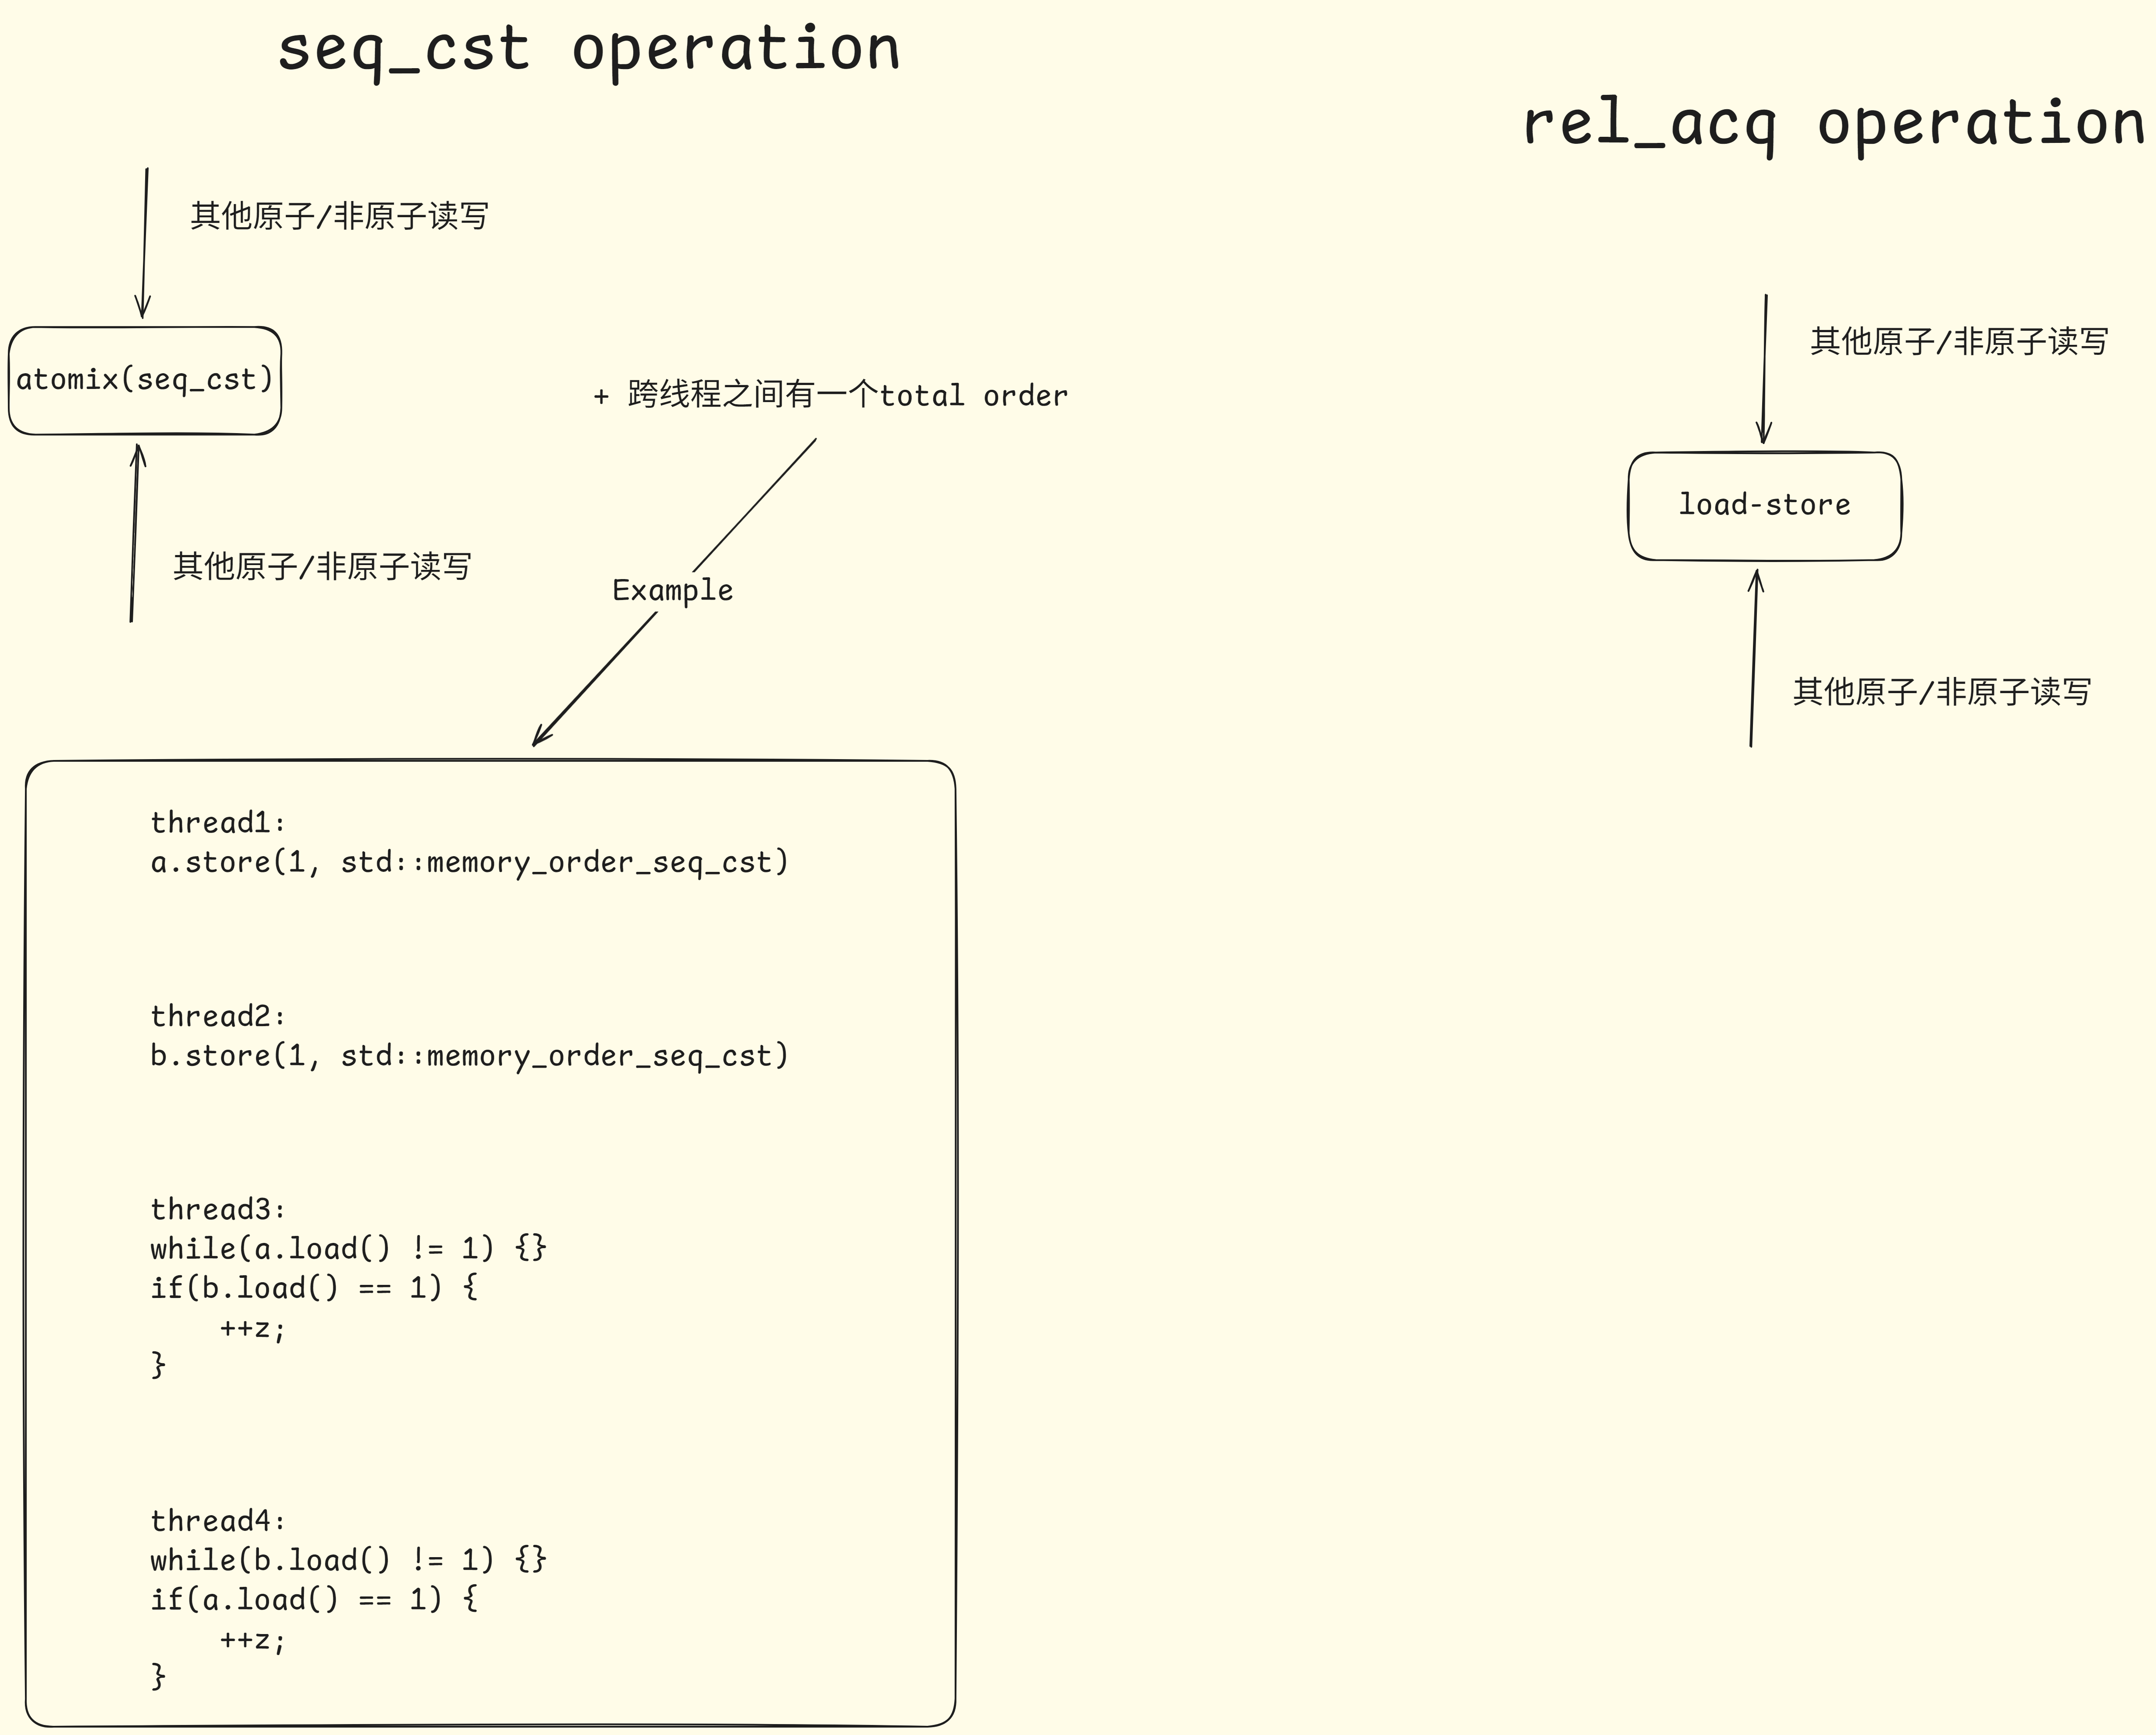 seq_cst operation
rel_acq operation
其他原子/非原子读写
atomix(seq_cst)
其他原子/非原子读写
+ 跨线程之间有一个total order
Example
其他原子/非原子读写
load-store
其他原子/非原子读写
thread1:
a.store(1, std::memory_order_seq_cst)
thread2:
b.store(1, std::memory_order_seq_cst)
thread3:
while(a.load() != 1) {}
if(b.load() == 1) {
    ++z;
}
thread4:
while(b.load() != 1) {}
if(a.load() == 1) {
    ++z;
}